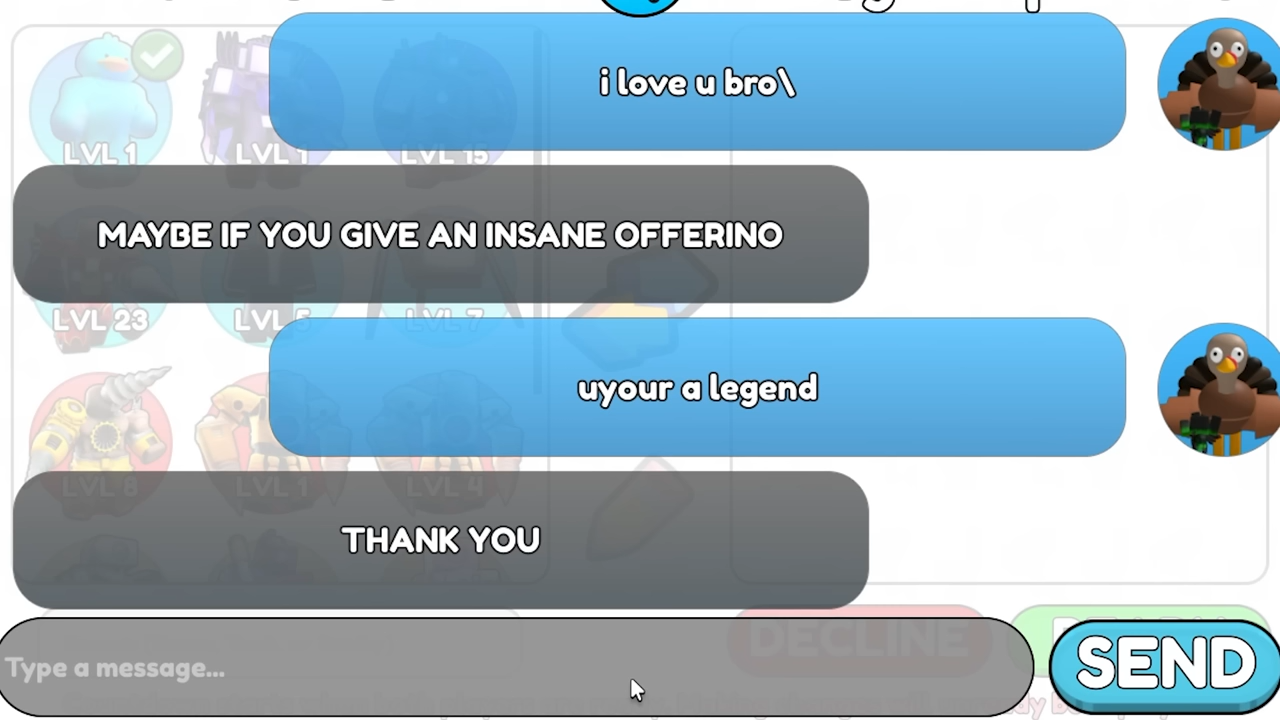 i love u bro\
LVL 1
LVL 1
LVL 15
MAYBE IF YOU GIVE AN INSANE OFFERINO
LVL 23
LVL 5
LVL 7
uyour a legend
LVL 8
LVL 1
LVL 4
THANK YOU
DECLINE
Type a message...
SEND